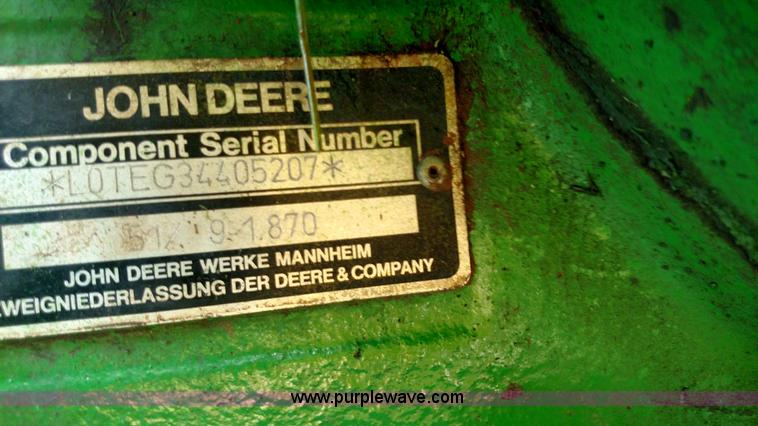 JOHN DEERE
Component Serial Number
*L0TEG34405207*
9-1.870
JOHN DEERE WERKE MANNHEIM
ZWEIGNIEDERLASSUNG DER DEERE & COMPANY
www.purplewave.com